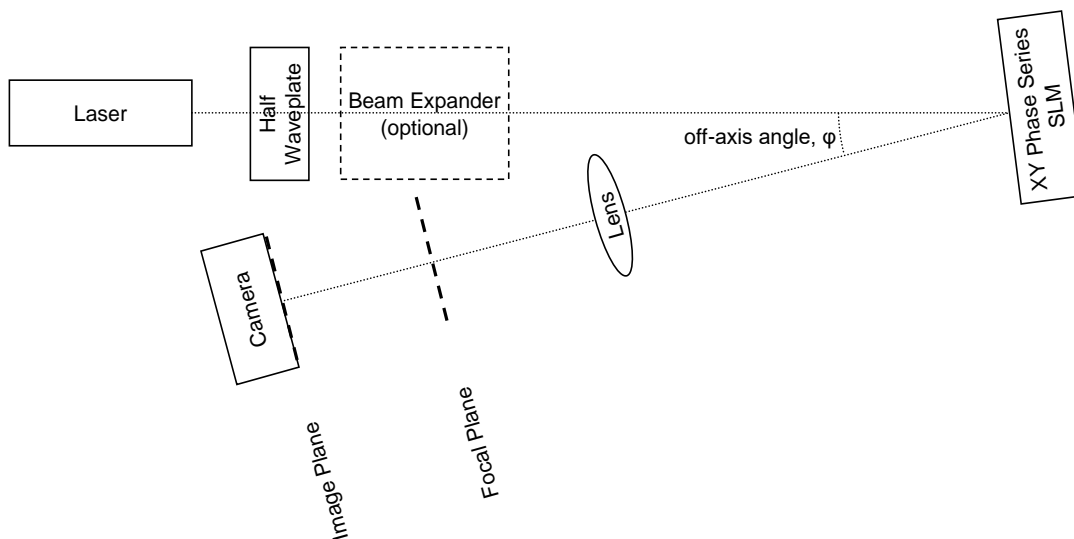 Laser
Half
Waveplate
Beam Expander
(optional)
off-axis angle, φ
XY Phase Series
SLM
Lens
Camera
Focal Plane
Image Plane